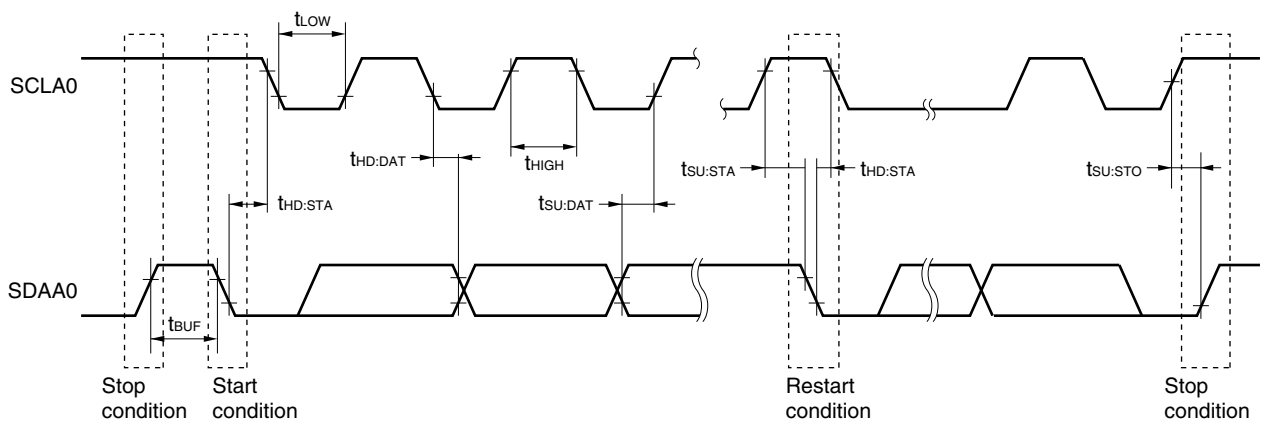 tLOW
SCLA0
tHD:DAT
tHIGH
tSU:STA
tHD:STA
tSU:STO
tHD:STA
tSU:DAT
SDAA0
tBUF
Stop
condition
Start
condition
Restart
condition
Stop
condition